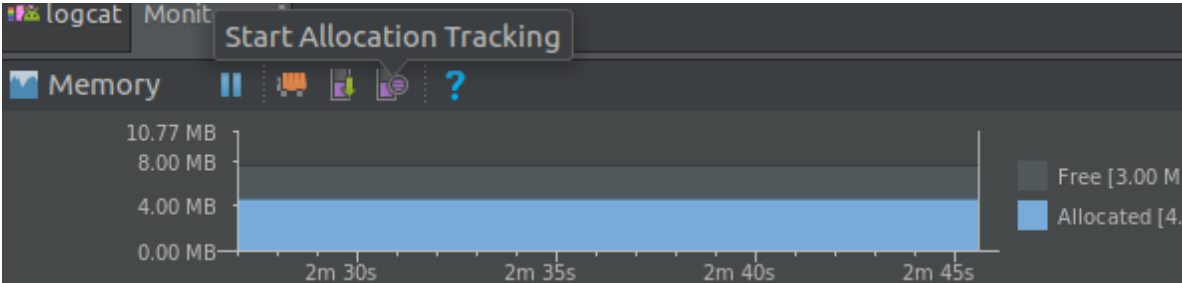 logcat Monit
Start Allocation Tracking
Memory ?
10.77 MB
8.00 MB
4.00 MB
0.00 MB
Free [3.00 M
Allocated [4.
2m 30s 2m 35s 2m 40s 2m 45s